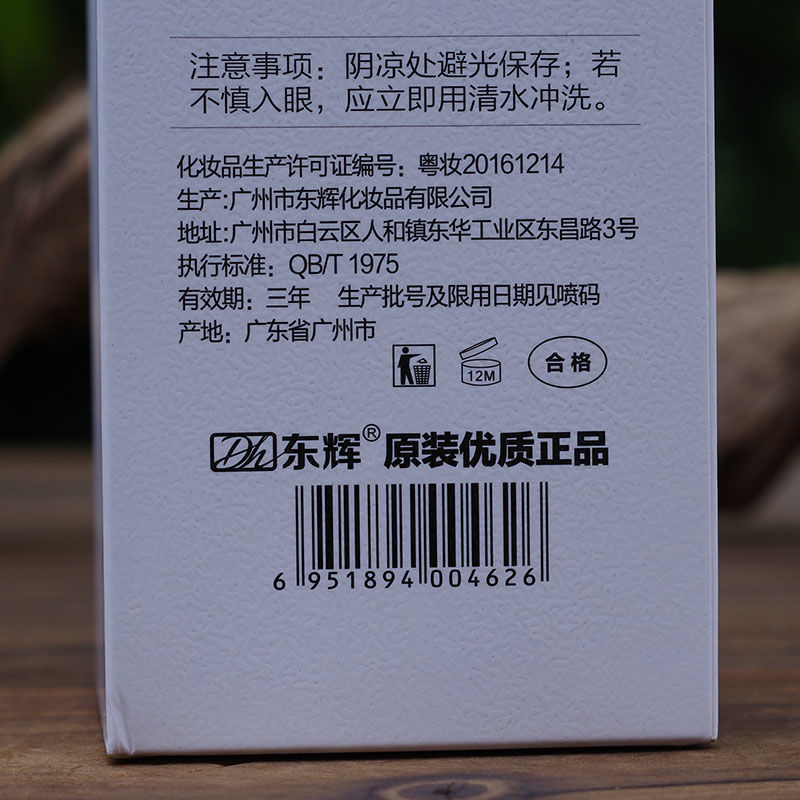 注意事项：阴凉处避光保存；若
不慎入眼，应立即用清水冲洗。
化妆品生产许可证编号：粤妆20161214
生产:广州市东辉化妆品有限公司
地址:广州市白云区人和镇东华工业区东昌路3号
执行标准：QB/T 1975
有效期：三年 生产批号及限用日期见喷码
产地：广东省广州市
12M 合格
Dh 东辉® 原装优质正品
6 951894 004626